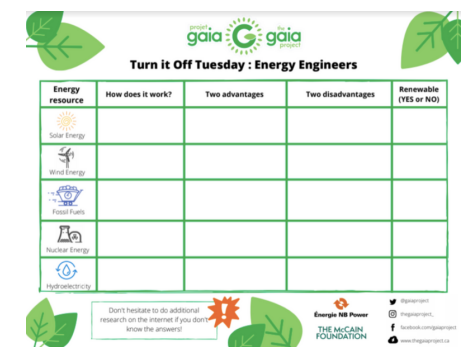 projet the
gaia G gaia
project
Turn it Off Tuesday : Energy Engineers
Energy resource How does it work? Two advantages Two disadvantages Renewable (YES or NO)
Solar Energy
Wind Energy
Fossil Fuels
Nuclear Energy
Hydroelectricity
Don't hesitate to do additional
research on the internet if you don't
know the answers!
Énergie NB Power
THE McCAIN
FOUNDATION
@gaiaproject
thegaiaproject_
facebook.com/gaiaproject
www.thegaiaproject.ca